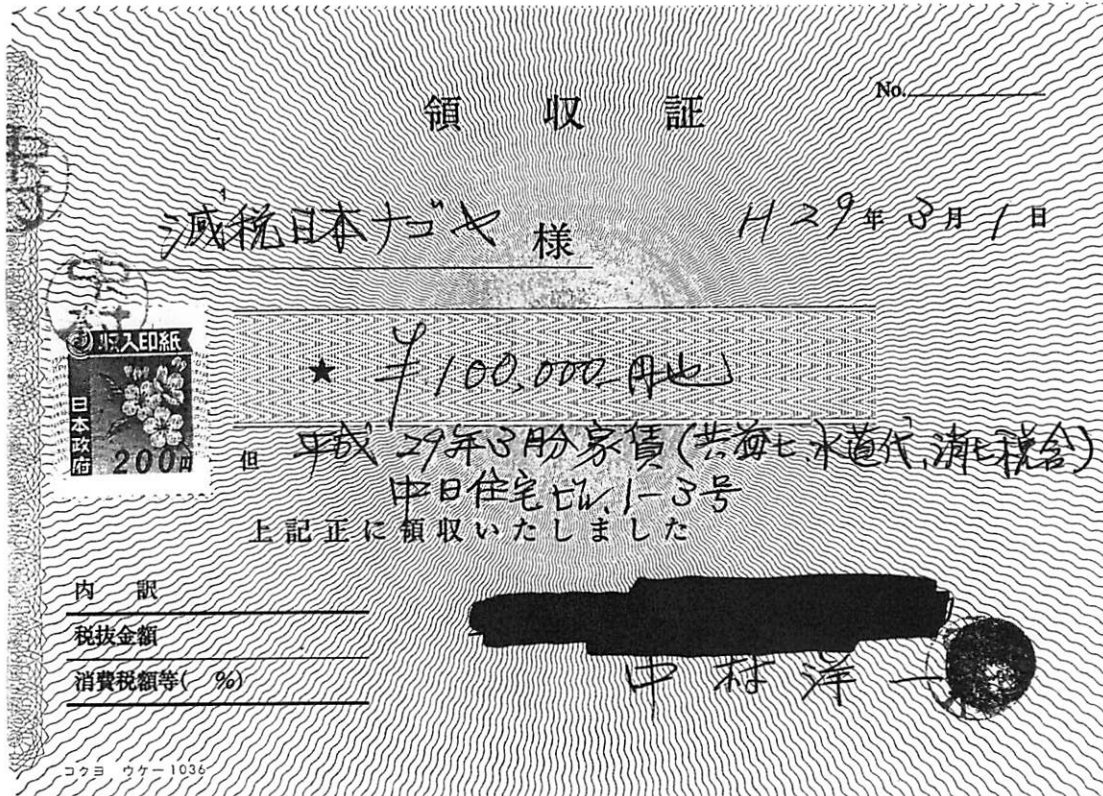 領収証
No.
減税日本ナゴヤ 様
H29年3月1日
収入印紙
日本政府
200円
★ ¥100,000-円也
但 平成29年3月分家賃(共益七、水道代、消七税含)
中日住宅ビル、1-3号
上記正に領収いたしました
内 訳
税抜金額
消費税額等( %)
中村洋一
コクヨ ウケ-1036